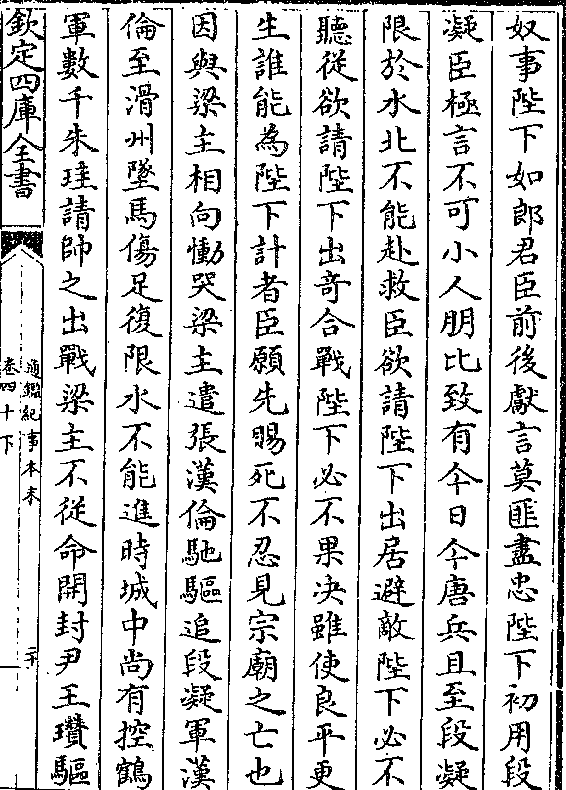 奴事陛下如郎君臣前後獻言莫匪盡忠陛下初用段
凝臣極言不可小人朋比致有今日今唐兵且至段凝
限於水北不能赴救臣欲請陛下出居避敵陛下必不
聽從欲請陛下出奇合戰陛下必不果決雖使良平更
生誰能為陛下計者臣願先賜死不忍見宗廟之亡也
因與梁主相向慟哭梁主遣張漢倫馳驅追段凝軍漢
倫至滑州墜馬傷足復限水不能進時城中尚有控鶴
軍數千朱珪請帥之出戰梁主不從命開封尹王瓚驅
欽定四庫全書
通鑑紀事本末
卷四十下
二十